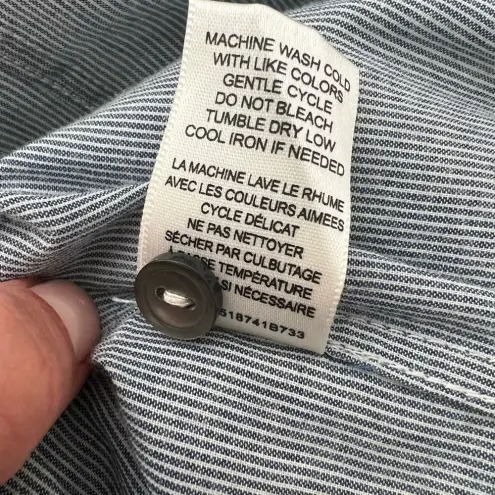 MACHINE WASH COLD
WITH LIKE COLORS
GENTLE CYCLE
DO NOT BLEACH
TUMBLE DRY LOW
COOL IRON IF NEEDED
LA MACHINE LAVE LE RHUME
AVEC LES COULEURS AIMEES
CYCLE DÉLICAT
NE PAS NETTOYER
SÉCHER PAR CULBUTAGE
TEMPÉRATURE
SI NÉCESSAIRE
518741B733